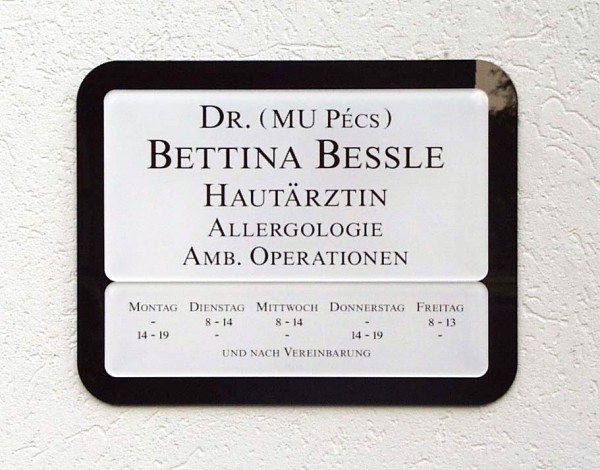 DR. (MU PÉCS)
BETTINA BESSLE
HAUTÄRZTIN
ALLERGOLOGIE
AMB. OPERATIONEN
MONTAG DIENSTAG MITTWOCH DONNERSTAG FREITAG
- 8 - 14 8 - 14 - 8 - 13
14 - 19 - - 14 - 19 -
UND NACH VEREINBARUNG